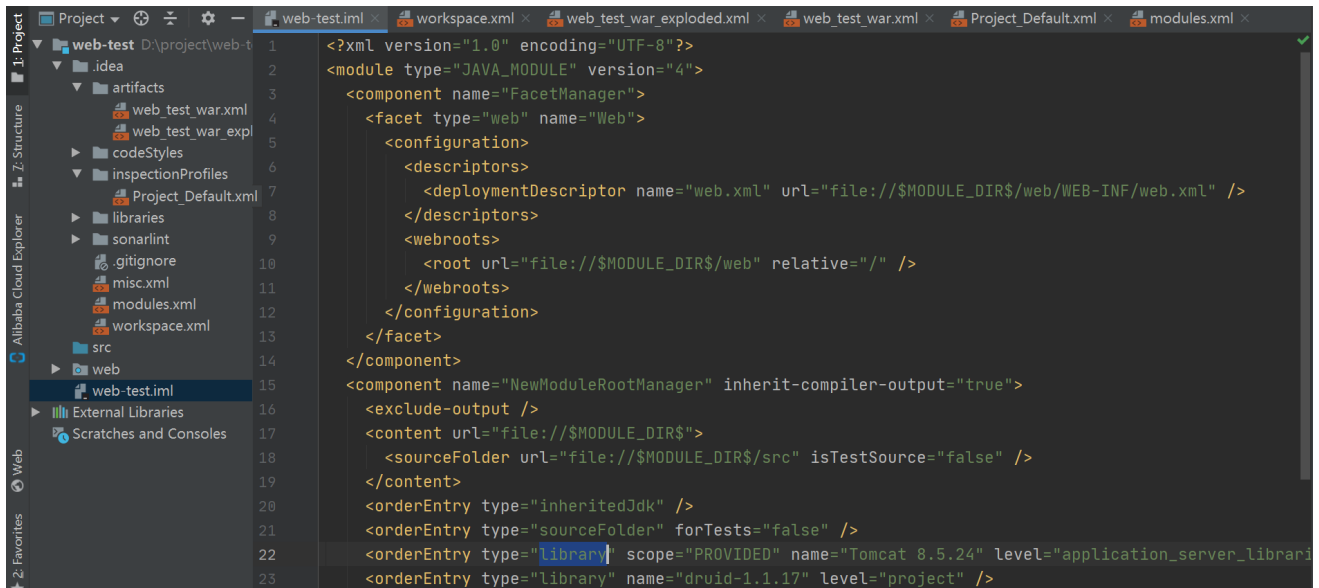 1: Project
Z: Structure
Alibaba Cloud Explorer
Web
2: Favorites
Project
web-test D:\project\web-t
.idea
artifacts
web_test_war.xml
web_test_war_expl
codeStyles
inspectionProfiles
Project_Default.xml
libraries
sonarlint
.gitignore
misc.xml
modules.xml
workspace.xml
src
web
web-test.iml
External Libraries
Scratches and Consoles
web-test.iml × workspace.xml × web_test_war_exploded.xml × web_test_war.xml × Project_Default.xml × modules.xml ×
1 <?xml version="1.0" encoding="UTF-8"?>
2 <module type="JAVA_MODULE" version="4">
3 <component name="FacetManager">
4 <facet type="web" name="Web">
5 <configuration>
6 <descriptors>
7 <deploymentDescriptor name="web.xml" url="file://$MODULE_DIR$/web/WEB-INF/web.xml" />
8 </descriptors>
9 <webroots>
10 <root url="file://$MODULE_DIR$/web" relative="/" />
11 </webroots>
12 </configuration>
13 </facet>
14 </component>
15 <component name="NewModuleRootManager" inherit-compiler-output="true">
16 <exclude-output />
17 <content url="file://$MODULE_DIR$">
18 <sourceFolder url="file://$MODULE_DIR$/src" isTestSource="false" />
19 </content>
20 <orderEntry type="inheritedJdk" />
21 <orderEntry type="sourceFolder" forTests="false" />
22 <orderEntry type="library" scope="PROVIDED" name="Tomcat 8.5.24" level="application_server_librari
23 <orderEntry type="library" name="druid-1.1.17" level="project" />